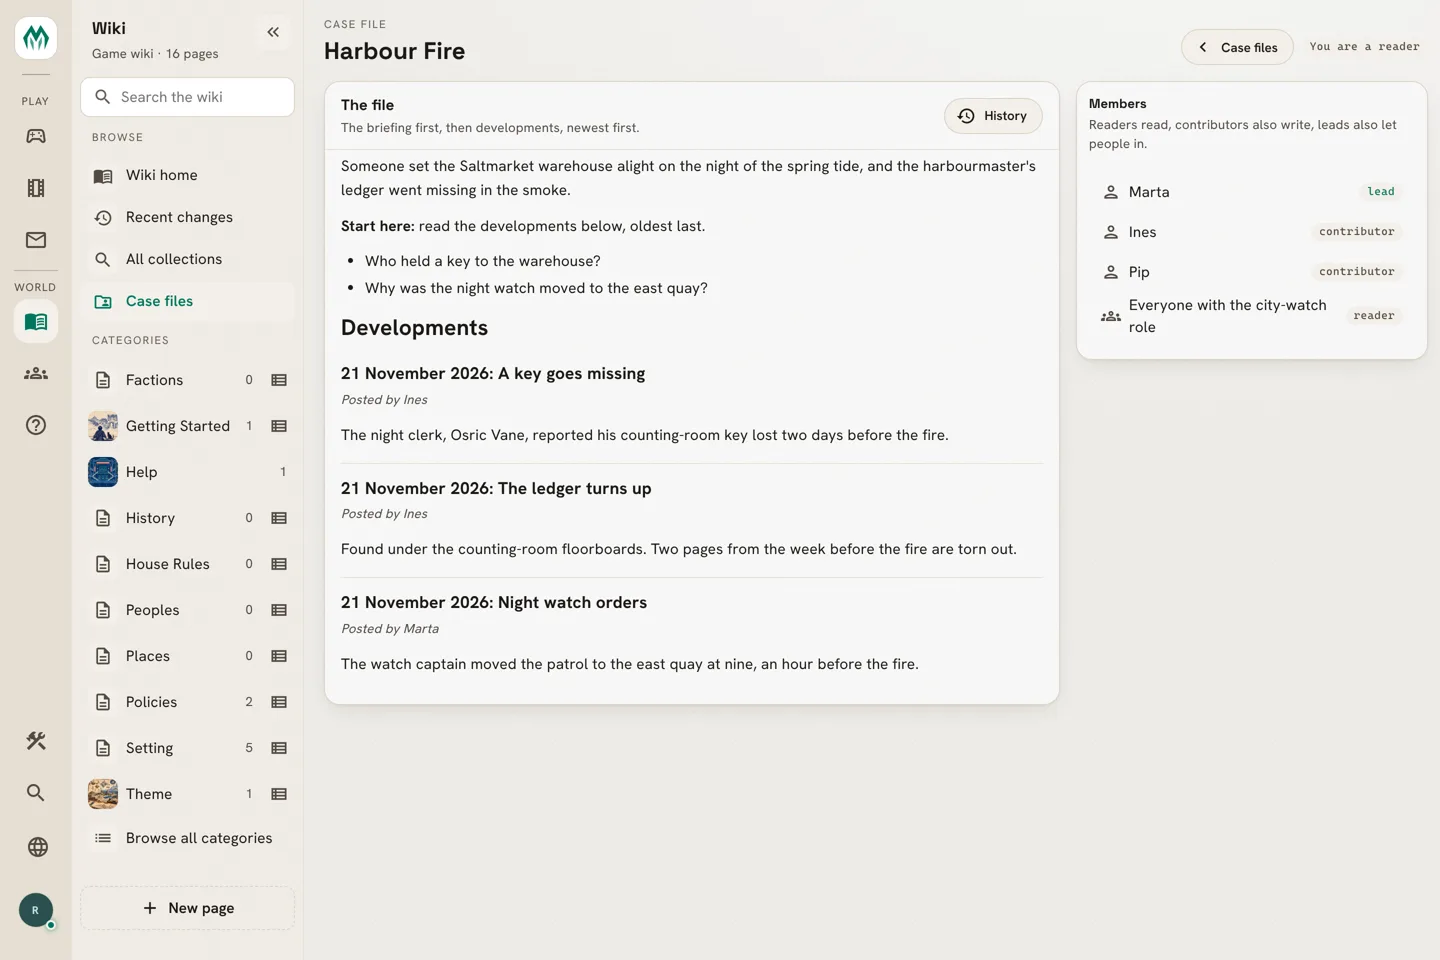 PLAY
WORLD
R
Wiki
Game wiki · 16 pages
Search the wiki
BROWSE
Wiki home
Recent changes
All collections
Case files
CATEGORIES
Factions 0
Getting Started 1
Help 1
History 0
House Rules 0
Peoples 0
Places 0
Policies 2
Setting 5
Theme 1
Browse all categories
New page
CASE FILE
Harbour Fire
Case files
You are a reader
The file
The briefing first, then developments, newest first.
History
Someone set the Saltmarket warehouse alight on the night of the spring tide, and the harbourmaster's
ledger went missing in the smoke.
Start here: read the developments below, oldest last.
• Who held a key to the warehouse?
• Why was the night watch moved to the east quay?
Developments
21 November 2026: A key goes missing
Posted by Ines
The night clerk, Osric Vane, reported his counting-room key lost two days before the fire.
21 November 2026: The ledger turns up
Posted by Ines
Found under the counting-room floorboards. Two pages from the week before the fire are torn out.
21 November 2026: Night watch orders
Posted by Marta
The watch captain moved the patrol to the east quay at nine, an hour before the fire.
Members
Readers read, contributors also write, leads also let
people in.
Marta lead
Ines contributor
Pip contributor
Everyone with the city-watch
role reader